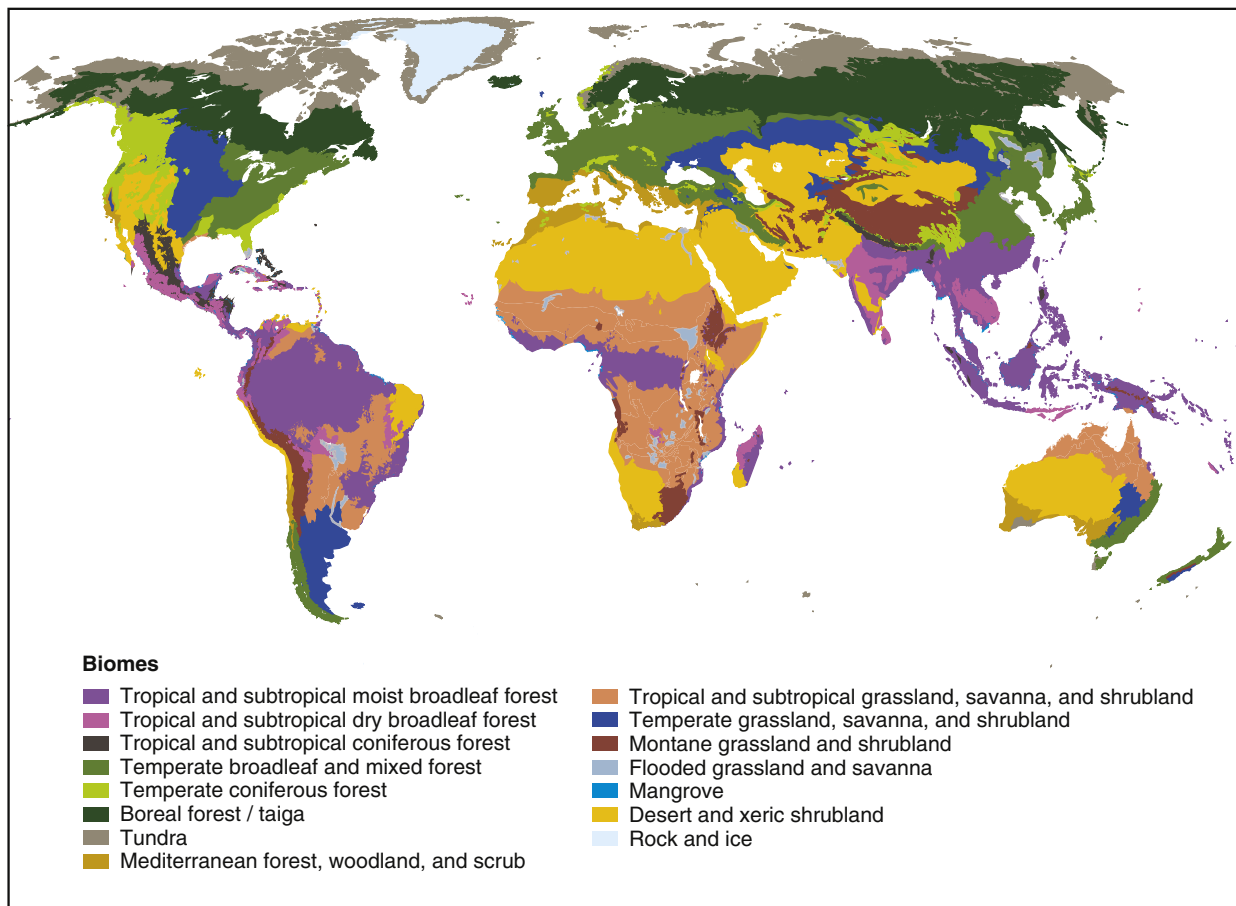 Biomes
Tropical and subtropical moist broadleaf forest
Tropical and subtropical dry broadleaf forest
Tropical and subtropical coniferous forest
Temperate broadleaf and mixed forest
Temperate coniferous forest
Boreal forest / taiga
Tundra
Mediterranean forest, woodland, and scrub
Tropical and subtropical grassland, savanna, and shrubland
Temperate grassland, savanna, and shrubland
Montane grassland and shrubland
Flooded grassland and savanna
Mangrove
Desert and xeric shrubland
Rock and ice